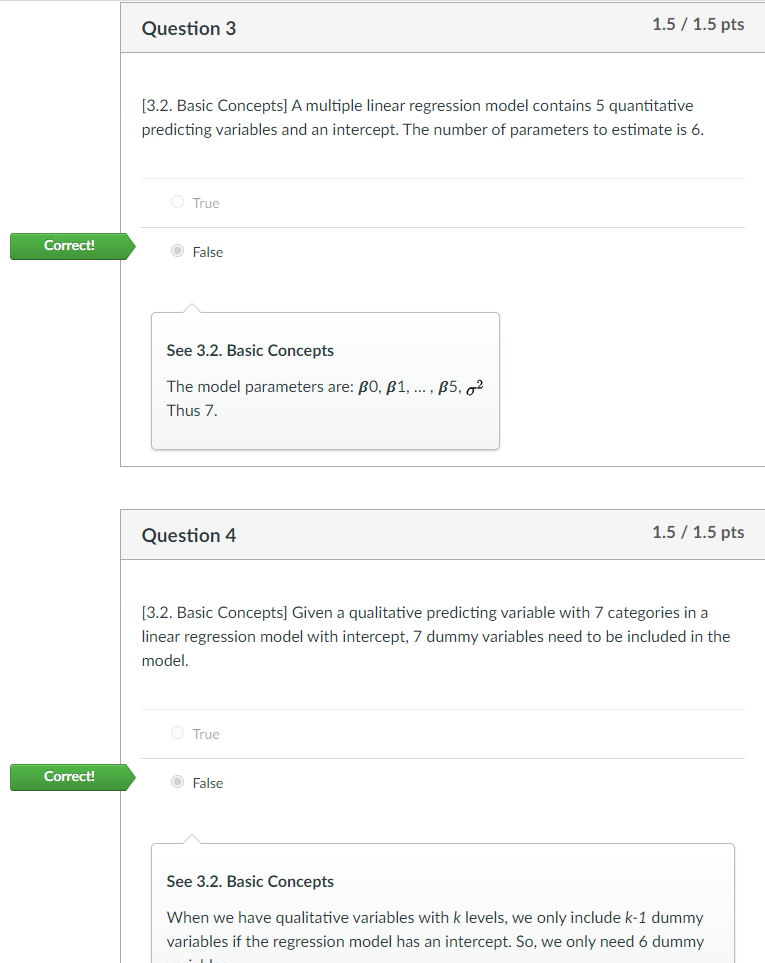 Question 3
1.5 / 1.5 pts
[3.2. Basic Concepts] A multiple linear regression model contains 5 quantitative
predicting variables and an intercept. The number of parameters to estimate is 6.
True
Correct!
False
See 3.2. Basic Concepts
The model parameters are: β0, β1, ... , β5, σ²
Thus 7.
Question 4
1.5 / 1.5 pts
[3.2. Basic Concepts] Given a qualitative predicting variable with 7 categories in a
linear regression model with intercept, 7 dummy variables need to be included in the
model.
True
Correct!
False
See 3.2. Basic Concepts
When we have qualitative variables with k levels, we only include k-1 dummy
variables if the regression model has an intercept. So, we only need 6 dummy